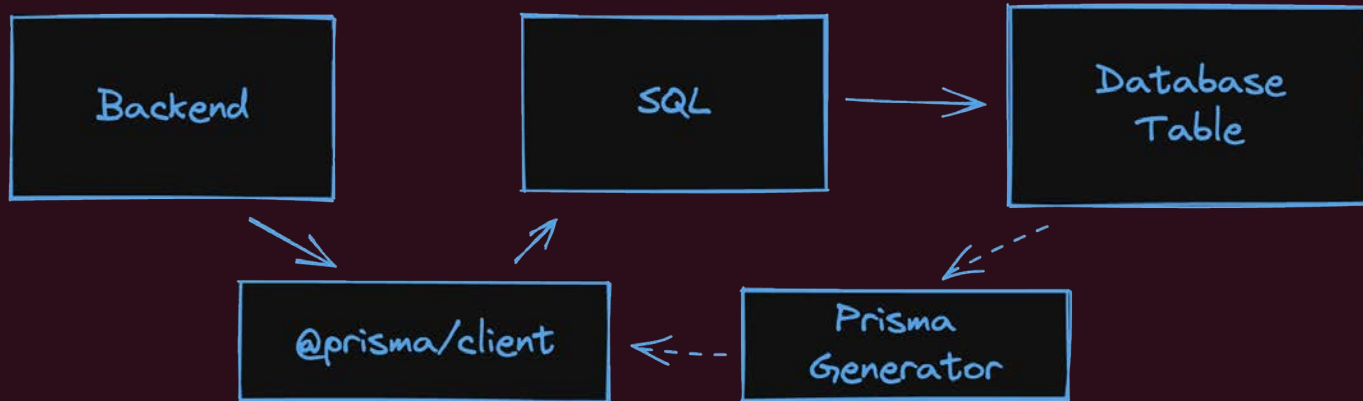 Backend
SQL
Database
Table
@prisma/client
Prisma
Generator